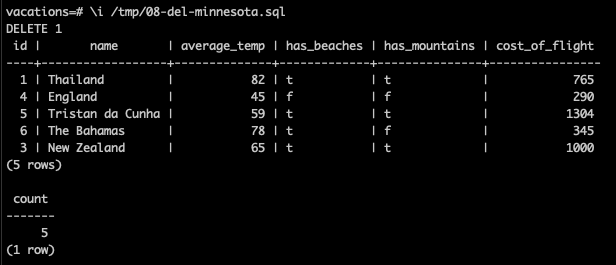 vacations=# \i /tmp/08-del-minnesota.sql
DELETE 1
 id |       name       | average_temp | has_beaches | has_mountains | cost_of_flight
----+------------------+--------------+-------------+---------------+----------------
  1 | Thailand         |           82 | t           | t             |            765
  4 | England          |           45 | f           | f             |            290
  5 | Tristan da Cunha |           59 | t           | t             |           1304
  6 | The Bahamas      |           78 | t           | f             |            345
  3 | New Zealand      |           65 | t           | t             |           1000
(5 rows)

 count
-------
     5
(1 row)